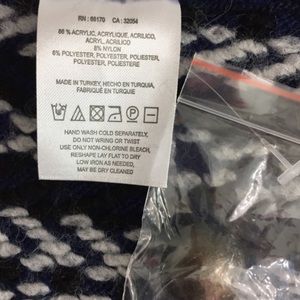 RN : 66170 CA : 32054
86 % ACRYLIC, ACRYLIQUE, ACRILICO
ACRYL, ACRILICO
8% NYLON
6% POLYESTER, POLYESTER, POLIESTER,
POLYESTER, POLIESTERE
MADE IN TURKEY, HECHO EN TURQUIA,
FABRIQUÉ EN TURQUIE
HAND WASH COLD SEPARATELY,
DO NOT WRING OR TWIST
USE ONLY NON-CHLORINE BLEACH,
RESHAPE LAY FLAT TO DRY
LOW IRON AS NEEDED,
MAY BE DRY CLEANED